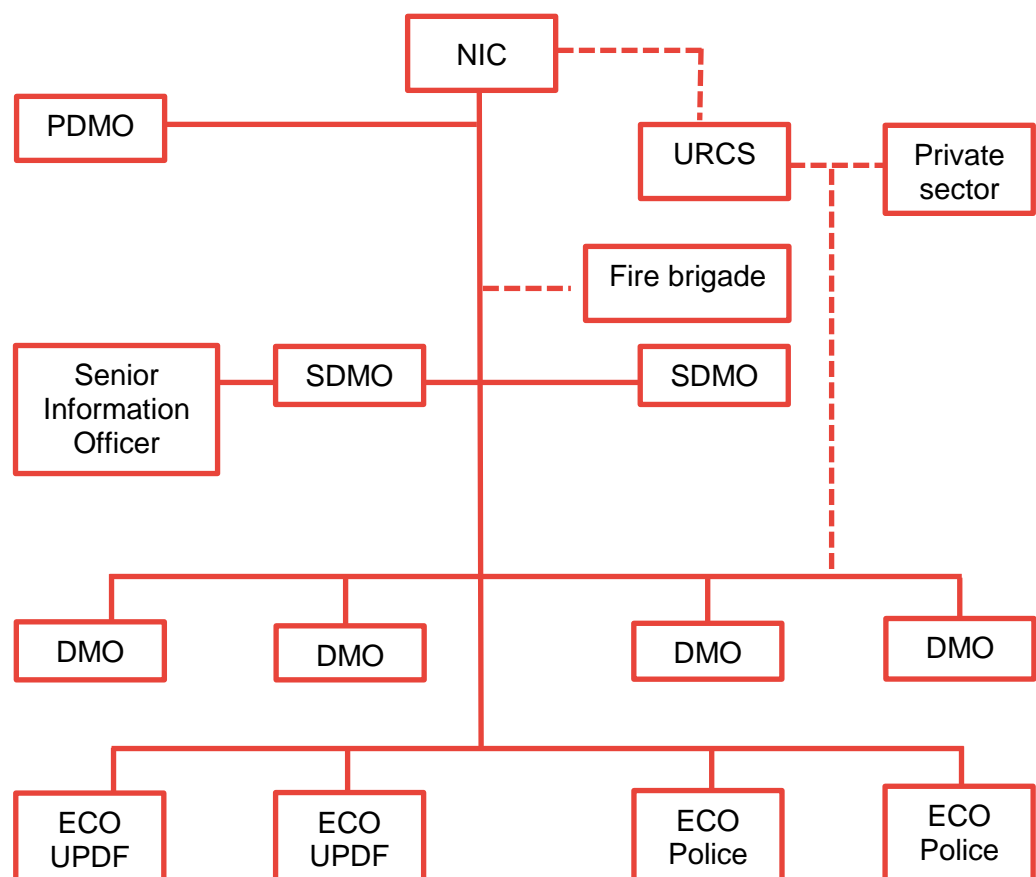 NIC
PDMO
URCS
Private
sector
Fire brigade
Senior
Information
Officer
SDMO
SDMO
DMO
DMO
DMO
DMO
ECO
UPDF
ECO
UPDF
ECO
Police
ECO
Police